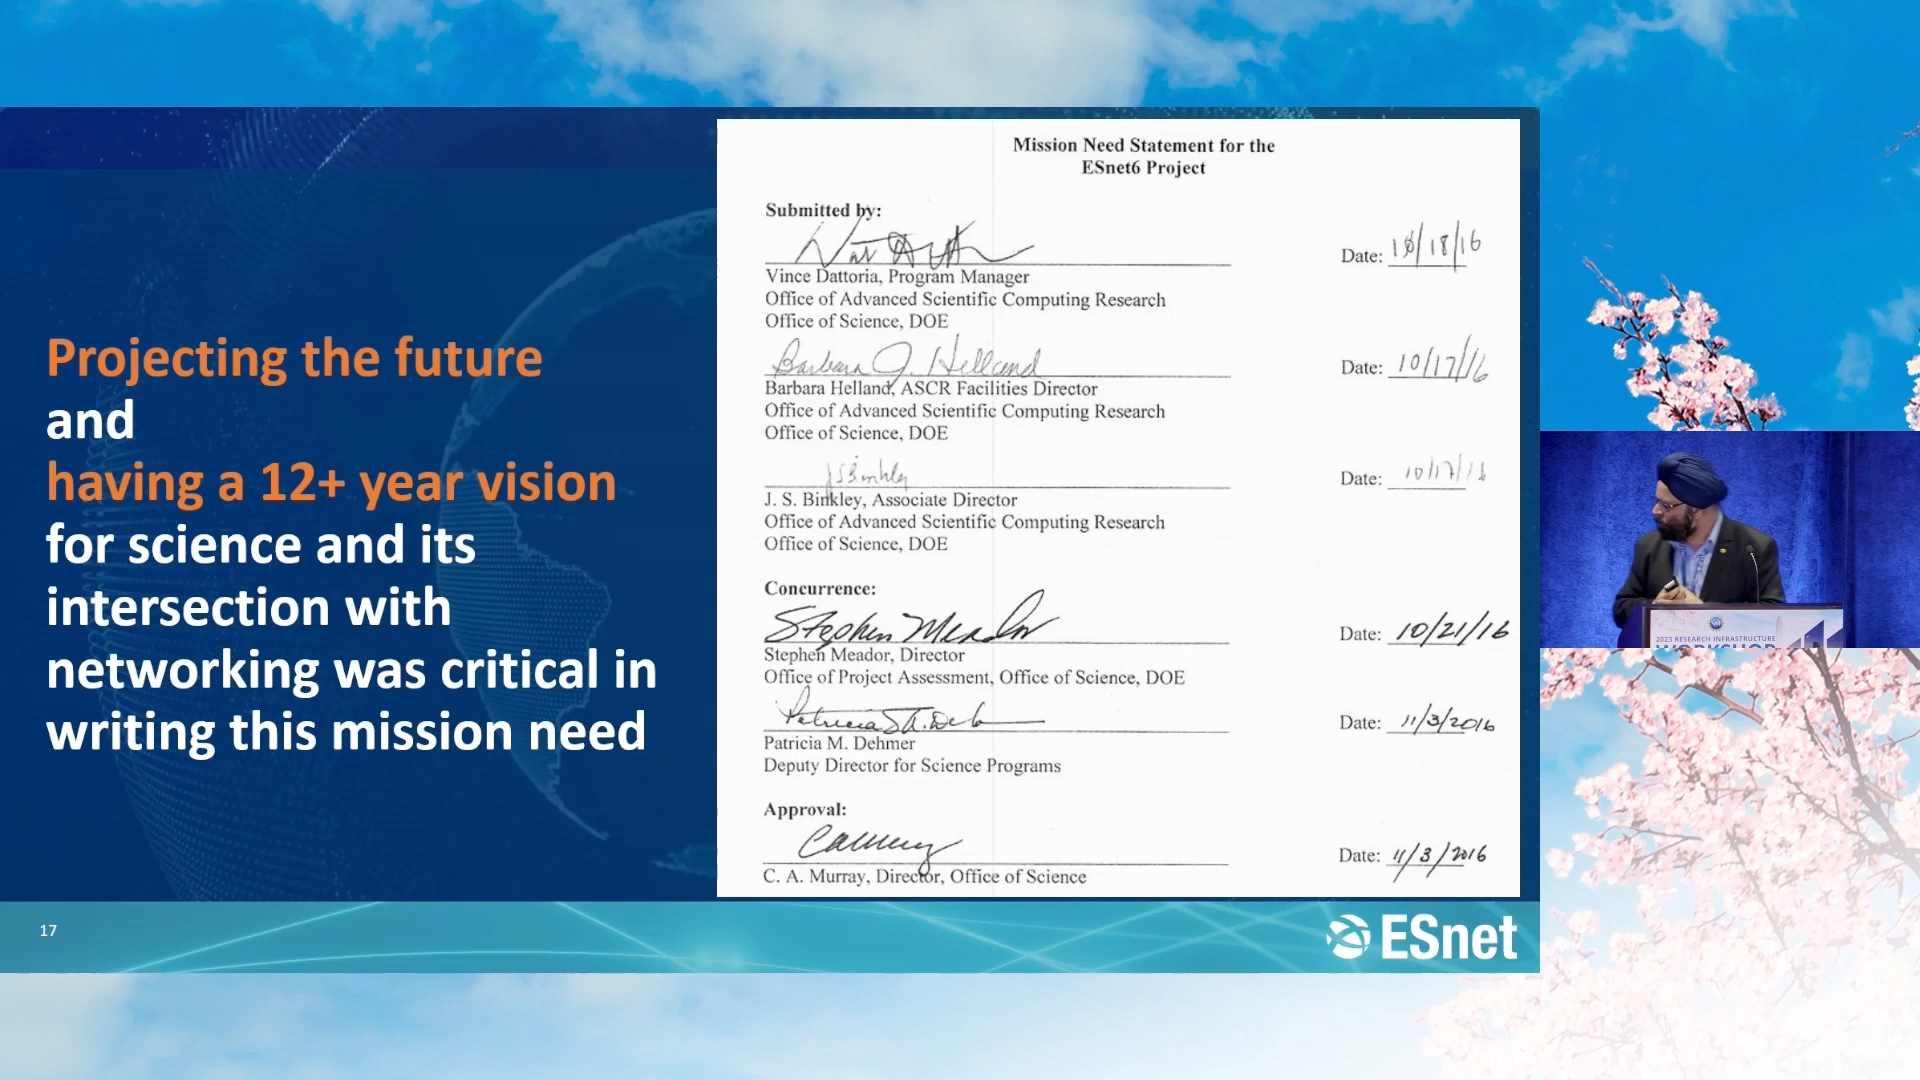 Projecting the future
and
having a 12+ year vision
for science and its
intersection with
networking was critical in
writing this mission need
17
Mission Need Statement for the
ESnet6 Project
Submitted by:
Date: 10/18/16
Vince Dattoria, Program Manager
Office of Advanced Scientific Computing Research
Office of Science, DOE
Barbara J. Helland
Date: 10/17/16
Barbara Helland, ASCR Facilities Director
Office of Advanced Scientific Computing Research
Office of Science, DOE
JSBinkley
Date: 10/17/16
J. S. Binkley, Associate Director
Office of Advanced Scientific Computing Research
Office of Science, DOE
Concurrence:
Stephen Meador
Date: 10/21/16
Stephen Meador, Director
Office of Project Assessment, Office of Science, DOE
Date: 11/3/2016
Patricia M. Dehmer
Deputy Director for Science Programs
Approval:
Date: 11/3/2016
C. A. Murray, Director, Office of Science
ESnet
2023 RESEARCH INFRASTRUCTURE
WORKSHOP